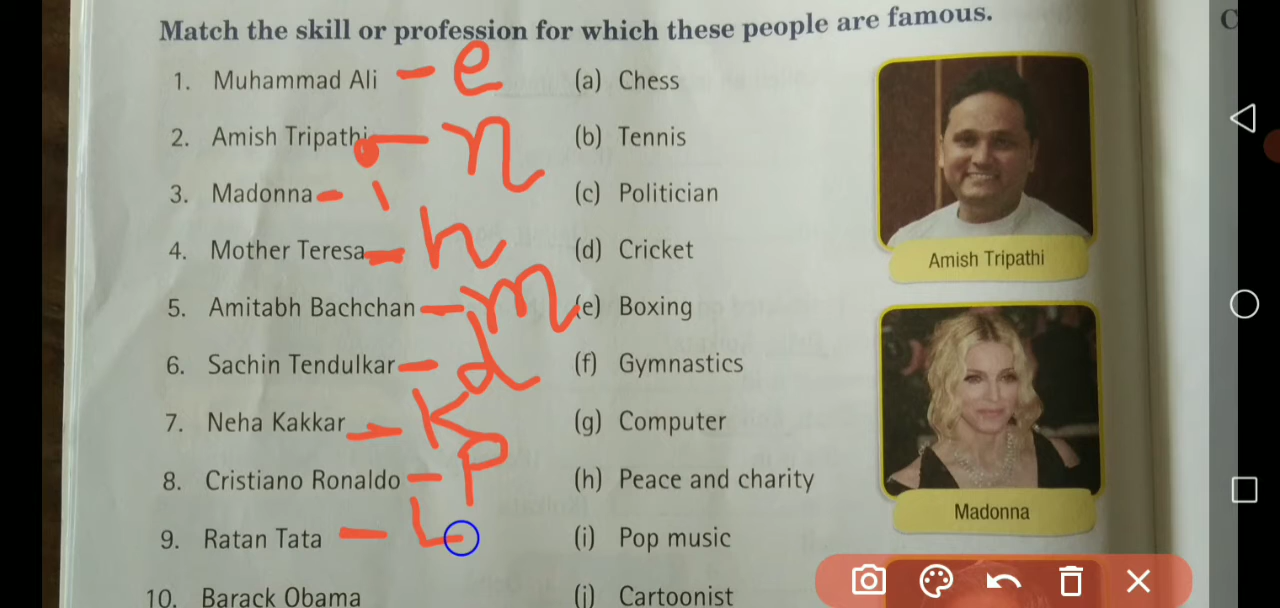 Match the skill or profession for which these people are famous.
1. Muhammad Ali - e (a) Chess
2. Amish Tripathi - n (b) Tennis
3. Madonna - i (c) Politician
4. Mother Teresa - h (d) Cricket
5. Amitabh Bachchan - m (e) Boxing
6. Sachin Tendulkar - d (f) Gymnastics
7. Neha Kakkar - K (g) Computer
8. Cristiano Ronaldo - P (h) Peace and charity
9. Ratan Tata - L (i) Pop music
10. Barack Obama (j) Cartoonist
Amish Tripathi
Madonna
C